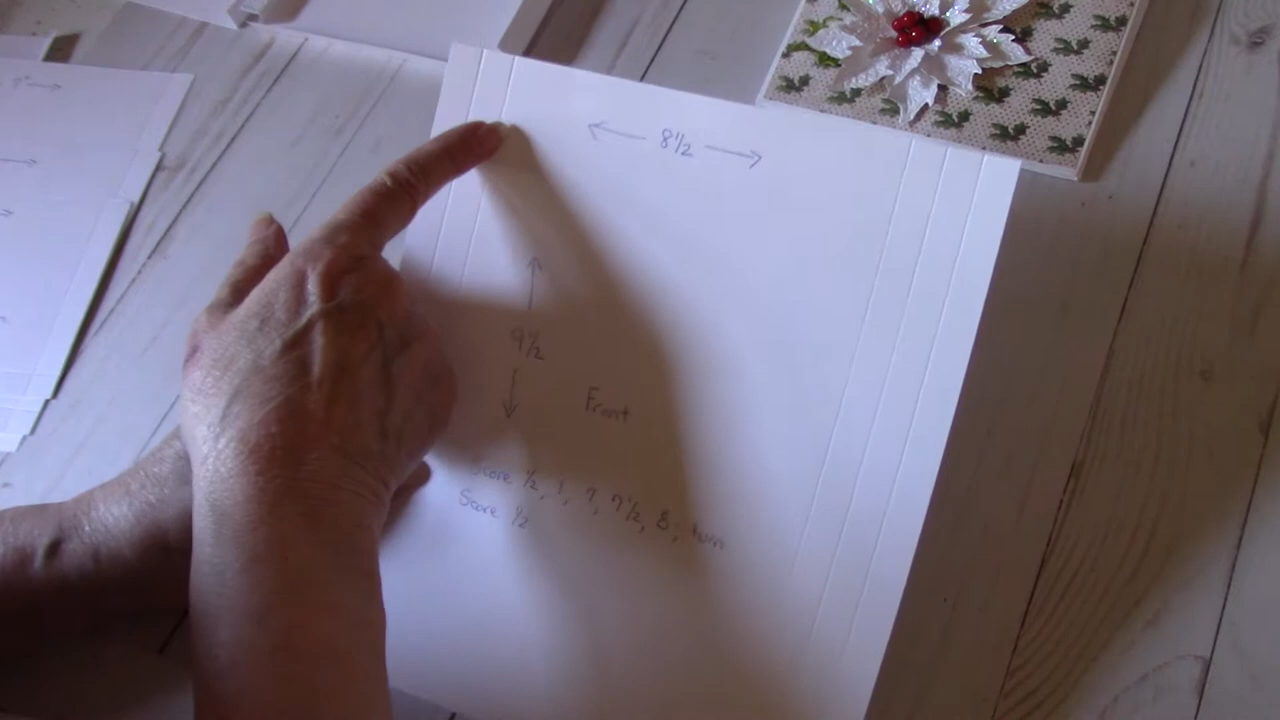 8½
9½
Front
Score ½, 1, 7, 7½, 8, turn
Score ½